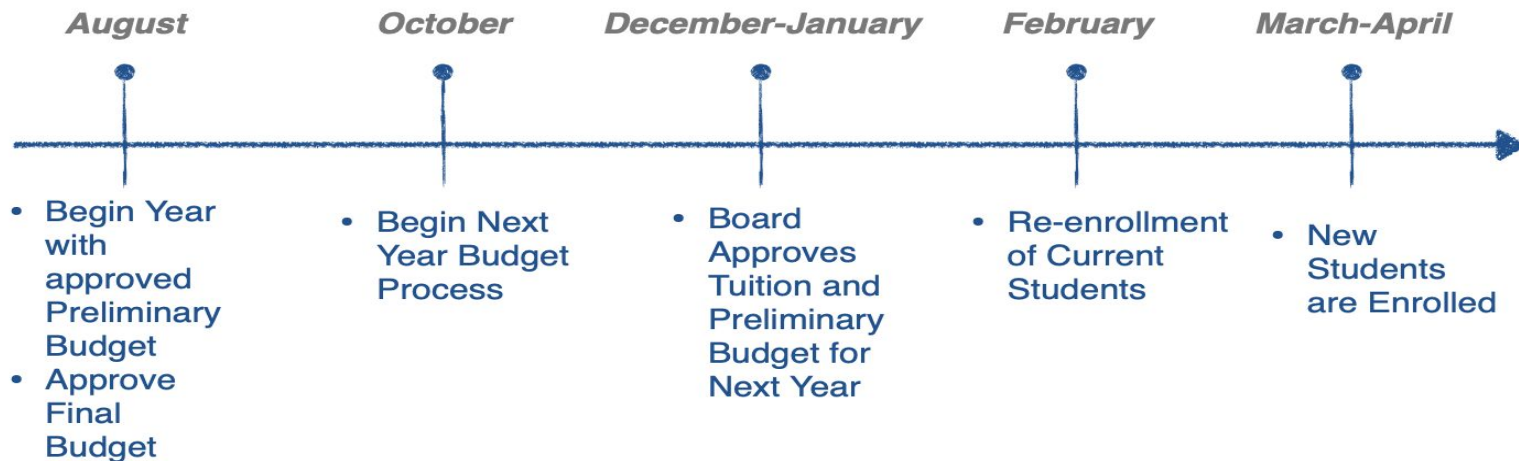 August
October
December-January
February
March-April
• Begin Year
with
approved
Preliminary
Budget
• Approve
Final
Budget
• Begin Next
Year Budget
Process
• Board
Approves
Tuition and
Preliminary
Budget for
Next Year
• Re-enrollment
of Current
Students
• New
Students
are Enrolled